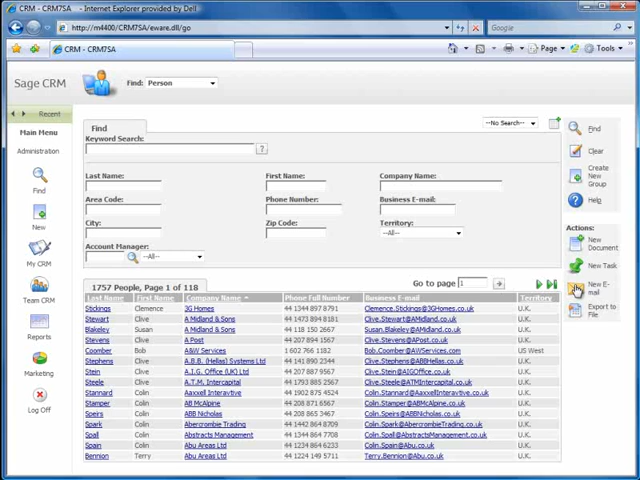 CRM - CRM7SA - Internet Explorer provided by Dell
http://m4400/CRM7SA/eware.dll/go
Google
CRM - CRM7SA
Page
Tools
Sage CRM
Find: Person
Recent
Main Menu
Administration
Find
New
My CRM
Team CRM
Reports
Marketing
Log Off
Find
--No Search--
Keyword Search:
?
Last Name: First Name: Company Name:
Area Code: Phone Number: Business E-mail:
City: Zip Code: Territory:
--All--
Account Manager:
--All--
Find
Clear
Create New Group
Help
Actions:
New Document
New Task
New E-mail
Export to File
1757 People, Page 1 of 118 Go to page 1
Last Name First Name Company Name Phone Full Number Business E-mail Territory
Stickings Clemence 3G Homes 44 1344 897 8791 Clemence.Stickings@3GHomes.co.uk U.K.
Stewart Clive A Midland & Sons 44 1473 894 8181 Clive.Stewart@AMidland.co.uk U.K.
Blakeley Susan A Midland & Sons 44 118 150 2667 Susan.Blakeley@AMidland.co.uk U.K.
Stevens Clive A Post 44 207 894 1567 Clive.Stevens@APost.co.uk U.K.
Coomber Bob A&W Services 1 602 766 1182 Bob.Coomber@AWServices.com US West
Stephens Clive A.B.B. (Hellas) Systems Ltd 44 141 890 2344 Clive.Stephens@ABBHellas.co.uk U.K.
Stein Clive A.I.G. Office (UK) Ltd 44 207 887 9567 Clive.Stein@AIGOffice.co.uk U.K.
Steele Clive A.T.M. Intercapital 44 1793 885 2567 Clive.Steele@ATMIntercapital.co.uk U.K.
Stannard Colin Aaxxell Interavtive 44 1902 875 4524 Colin.Stannard@AaxxellInteravtive.co.uk U.K.
Stamper Colin AB McAlpine 44 208 871 6567 Colin.Stamper@ABMcAlpine.co.uk U.K.
Speirs Colin ABB Nicholas 44 208 865 3467 Colin.Speirs@ABBNicholas.co.uk U.K.
Spark Colin Abercrombie Trading 44 1442 864 8789 Colin.Spark@AbercrombieTrading.co.uk U.K.
Spall Colin Abstracts Management 44 1344 864 7708 Colin.Spall@AbstractsManagement.co.uk U.K.
Spain Colin Abu Areas Ltd 44 1234 864 6233 Colin.Spain@Abu.co.uk U.K.
Bennion Terry Abu Areas Ltd 44 1224 149 5711 Terry.Bennion@Abu.co.uk U.K.